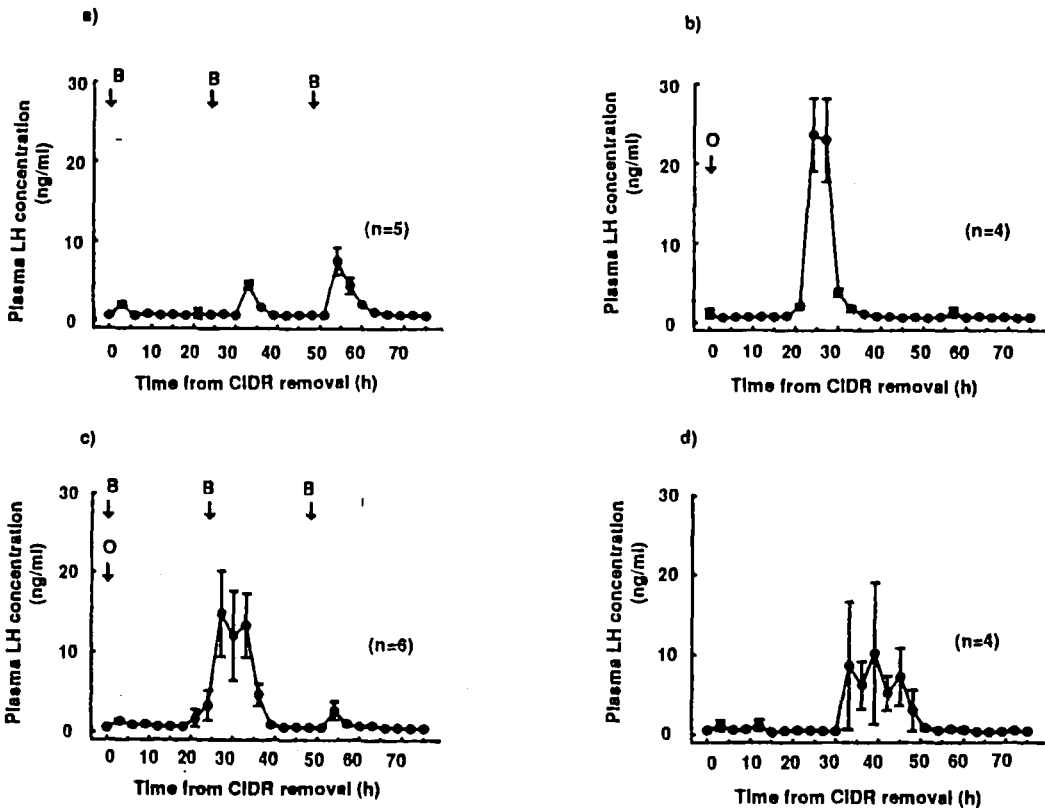 a)
B B B
30
20
10
0
Plasma LH concentration
(ng/ml)
(n=5)
0 10 20 30 40 50 60 70
Time from CIDR removal (h)
b)
O
30
20
10
0
Plasma LH concentration
(ng/ml)
(n=4)
0 10 20 30 40 50 60 70
Time from CIDR removal (h)
c)
B B B
O
30
20
10
0
Plasma LH concentration
(ng/ml)
(n=6)
0 10 20 30 40 50 60 70
Time from CIDR removal (h)
d)
30
20
10
0
Plasma LH concentration
(ng/ml)
(n=4)
0 10 20 30 40 50 60 70
Time from CIDR removal (h)